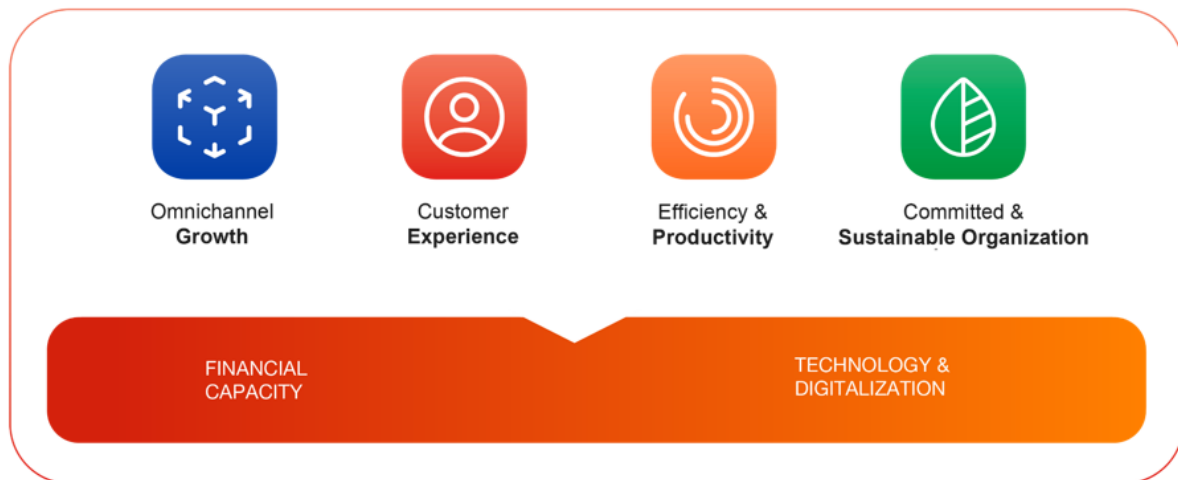 Omnichannel
Growth
Customer
Experience
Efficiency &
Productivity
Committed &
Sustainable Organization
FINANCIAL
CAPACITY
TECHNOLOGY &
DIGITALIZATION